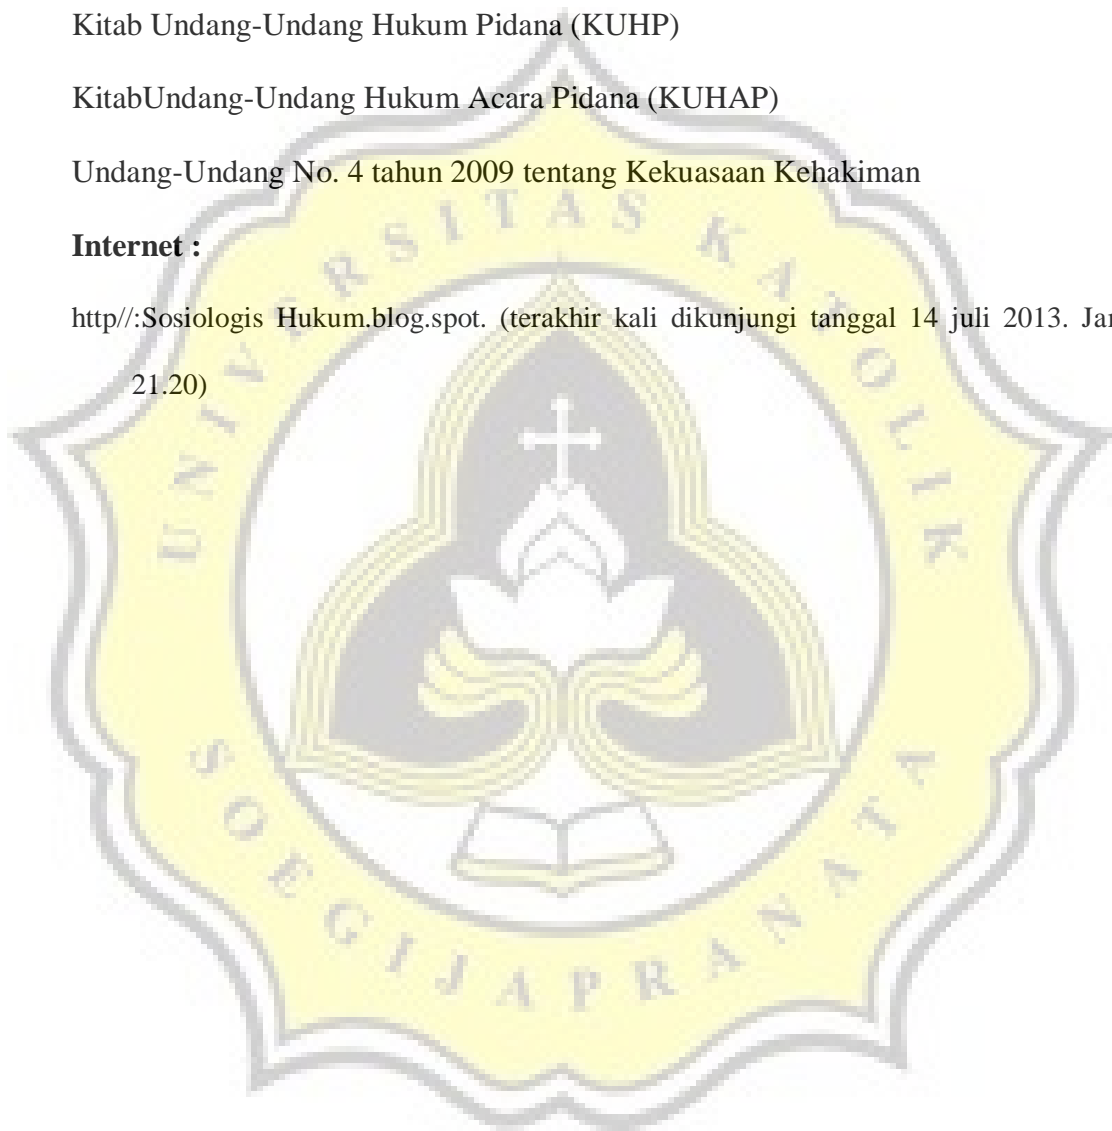 Kitab Undang-Undang Hukum Pidana (KUHP)
KitabUndang-Undang Hukum Acara Pidana (KUHAP)
Undang-Undang No. 4 tahun 2009 tentang Kekuasaan Kehakiman
Internet :
http//:Sosiologis Hukum.blog.spot. (terakhir kali dikunjungi tanggal 14 juli 2013. Jam
21.20)
UNIVERSITAS KATOLIK
SOEGIJAPRANATA